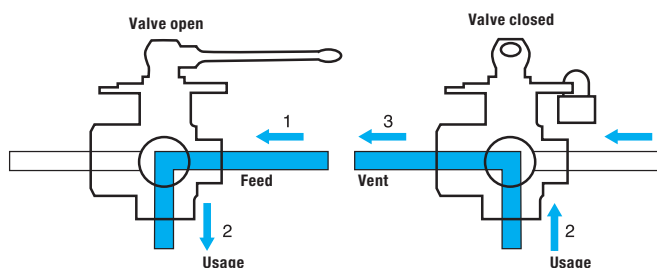 Valve open
1
Feed
2
Usage
Valve closed
3
Vent
2
Usage